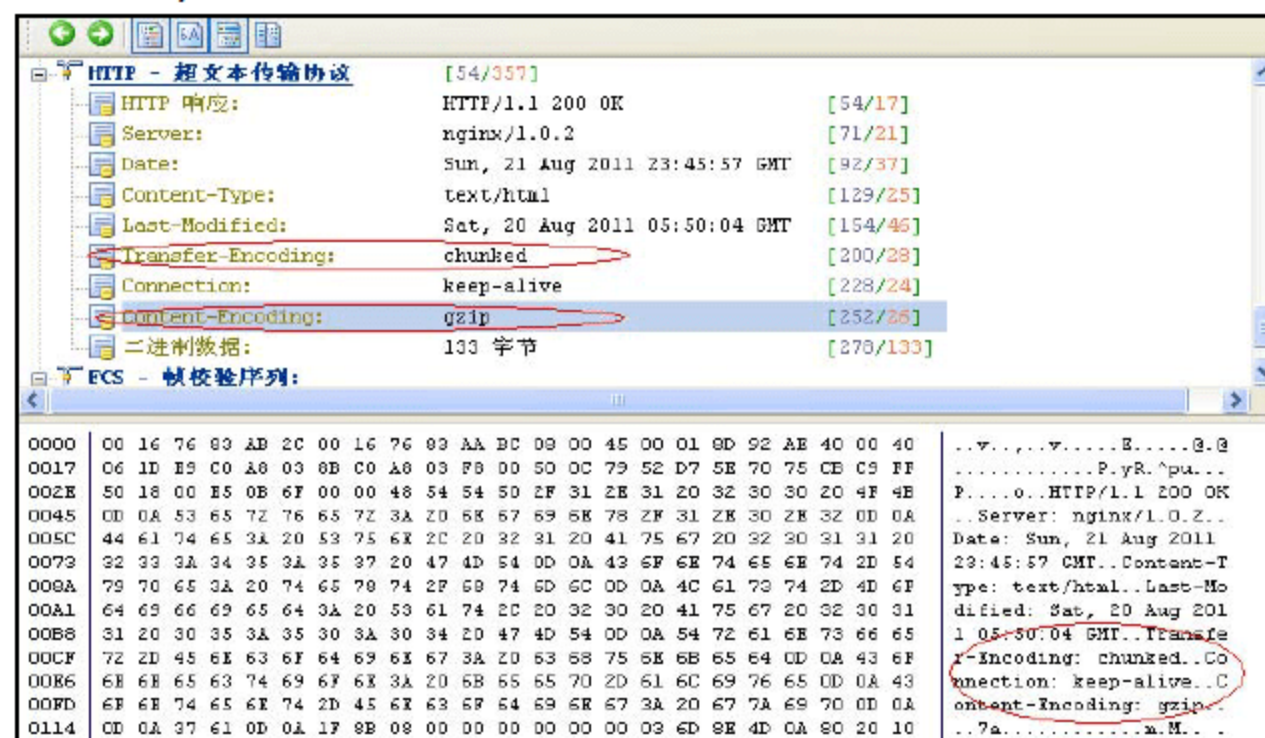 HTTP - 超文本传输协议 [54/357]
HTTP 响应: HTTP/1.1 200 OK [54/17]
Server: nginx/1.0.2 [71/21]
Date: Sun, 21 Aug 2011 23:45:57 GMT [92/37]
Content-Type: text/html [129/25]
Last-Modified: Sat, 20 Aug 2011 05:50:04 GMT [154/46]
Transfer-Encoding: chunked [200/28]
Connection: keep-alive [228/24]
Content-Encoding: gzip [252/26]
二进制数据: 133 字节 [278/133]
FCS - 帧校验序列:
0000 00 16 76 83 AB 2C 00 16 76 83 AA BC 08 00 45 00 01 8D 92 AE 40 00 40 ..v..,..v.....E.....@.@
0017 06 1D E9 C0 A8 03 8B C0 A8 03 F8 00 50 0C 79 52 D7 5E 70 75 CB C9 FF ............P.yR.^pu...
002E 50 18 00 E5 0B 6F 00 00 48 54 54 50 2F 31 2E 31 20 32 30 30 20 4F 4B P....o..HTTP/1.1 200 OK
0045 0D 0A 53 65 72 76 65 72 3A 20 6E 67 69 6E 78 2F 31 2E 30 2E 32 0D 0A ..Server: nginx/1.0.2..
005C 44 61 74 65 3A 20 53 75 6E 2C 20 32 31 20 41 75 67 20 32 30 31 31 20 Date: Sun, 21 Aug 2011
0073 32 33 3A 34 35 3A 35 37 20 47 4D 54 0D 0A 43 6F 6E 74 65 6E 74 2D 54 23:45:57 GMT..Content-T
008A 79 70 65 3A 20 74 65 78 74 2F 68 74 6D 6C 0D 0A 4C 61 73 74 2D 4D 6F ype: text/html..Last-Mo
00A1 64 69 66 69 65 64 3A 20 53 61 74 2C 20 32 30 20 41 75 67 20 32 30 31 dified: Sat, 20 Aug 201
00B8 31 20 30 35 3A 35 30 3A 30 34 20 47 4D 54 0D 0A 54 72 61 6E 73 66 65 1 05:50:04 GMT..Transfe
00CF 72 2D 45 6E 63 6F 64 69 6E 67 3A 20 63 68 75 6E 6B 65 64 0D 0A 43 6F r-Encoding: chunked..Co
00E6 6E 6E 65 63 74 69 6F 6E 3A 20 6B 65 65 70 2D 61 6C 69 76 65 0D 0A 43 nnection: keep-alive..C
00FD 6F 6E 74 65 6E 74 2D 45 6E 63 6F 64 69 6E 67 3A 20 67 7A 69 70 0D 0A ontent-Encoding: gzip..
0114 0D 0A 37 61 0D 0A 1F 8B 08 00 00 00 00 00 00 03 6D 8E 4D 0A 80 20 10 ..7a............m.M.. .